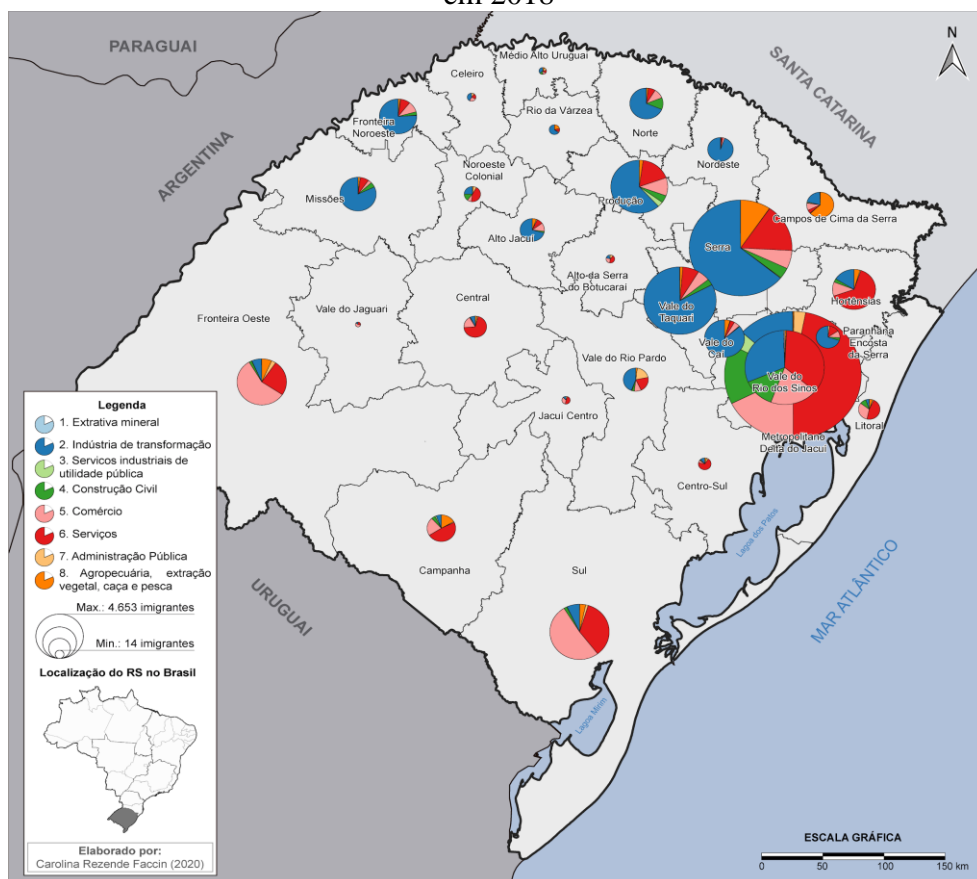 em 2018
PARAGUAI
ARGENTINA
SANTA CATARINA
N
Médio Alto Uruguai
Celeiro
Rio da Várzea
Fronteira
Noroeste
Norte
Nordeste
Noroeste
Colonial
Missões
Produção
Campos de Cima da Serra
Alto Jacuí
Serra
Alto da Serra
do Botucaraí
Hortênsias
Vale do
Taquari
Fronteira Oeste
Vale do Jaguari
Central
Vale do
Caí
Paranhana
Encosta
da Serra
Vale do Rio Pardo
Vale do
Rio dos Sinos
Jacuí Centro
Litoral
Metropolitano
Delta do Jacuí
Centro-Sul
Campanha
Sul
URUGUAI
Lagoa dos Patos
Lagoa Mirim
MAR ATLÂNTICO
Legenda
1. Extrativa mineral
2. Indústria de transformação
3. Servicos industriais de
utilidade pública
4. Construção Civil
5. Comércio
6. Serviços
7. Administração Pública
8. Agropecuária, extração
vegetal, caça e pesca
Max.: 4.653 imigrantes
Min.: 14 imigrantes
Localização do RS no Brasil
Elaborado por:
Carolina Rezende Faccin (2020)
ESCALA GRÁFICA
0 50 100 150 km